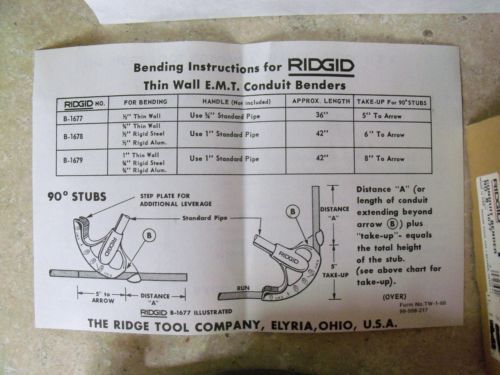 Bending Instructions for RIDGID
Thin Wall E.M.T. Conduit Benders
RIDGID NO. FOR BENDING HANDLE (Not included) APPROX. LENGTH TAKE-UP For 90°STUBS
B-1677 ½" Thin Wall Use ¾" Standard Pipe 36" 5" To Arrow
B-1678 ¾" Thin Wall
½" Rigid Steel
½" Rigid Alum. Use 1" Standard Pipe 42" 6" To Arrow
B-1679 1" Thin Wall
¾" Rigid Steel
¾" Rigid Alum. Use 1" Standard Pipe 42" 8" To Arrow
90° STUBS
STEP PLATE FOR
ADDITIONAL LEVERAGE
Standard Pipe
B
B
RIDGID
RIDGID
DISTANCE
"A"
5"
TAKE-UP
RUN
5" to
ARROW
DISTANCE
"A"
RIDGID B-1677 ILLUSTRATED
Distance "A" (or
length of conduit
extending beyond
arrow B) plus
"take-up" - equals
the total height
of the stub.
(see above chart for
take-up.)
(OVER)
THE RIDGE TOOL COMPANY, ELYRIA,OHIO, U.S.A.
RIDGID